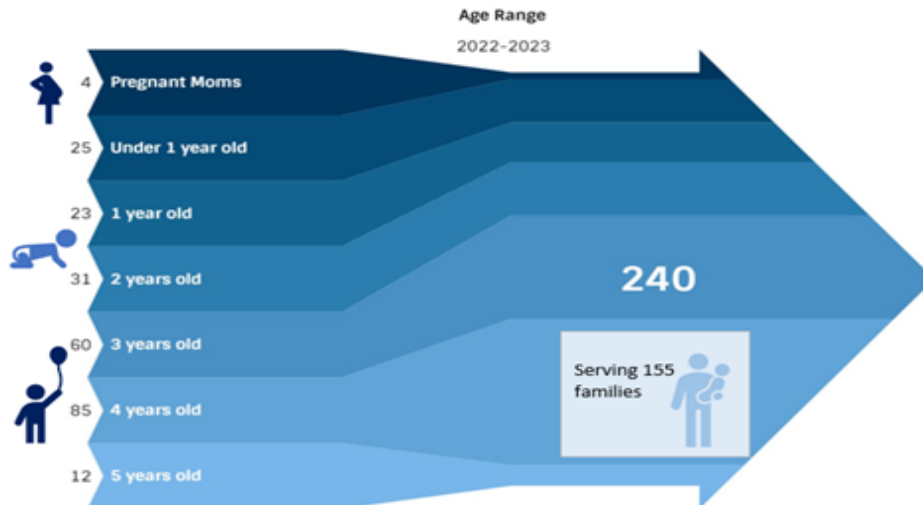 Age Range
2022-2023
4 Pregnant Moms
25 Under 1 year old
23 1 year old
31 2 years old
60 3 years old
85 4 years old
12 5 years old
240
Serving 155
families